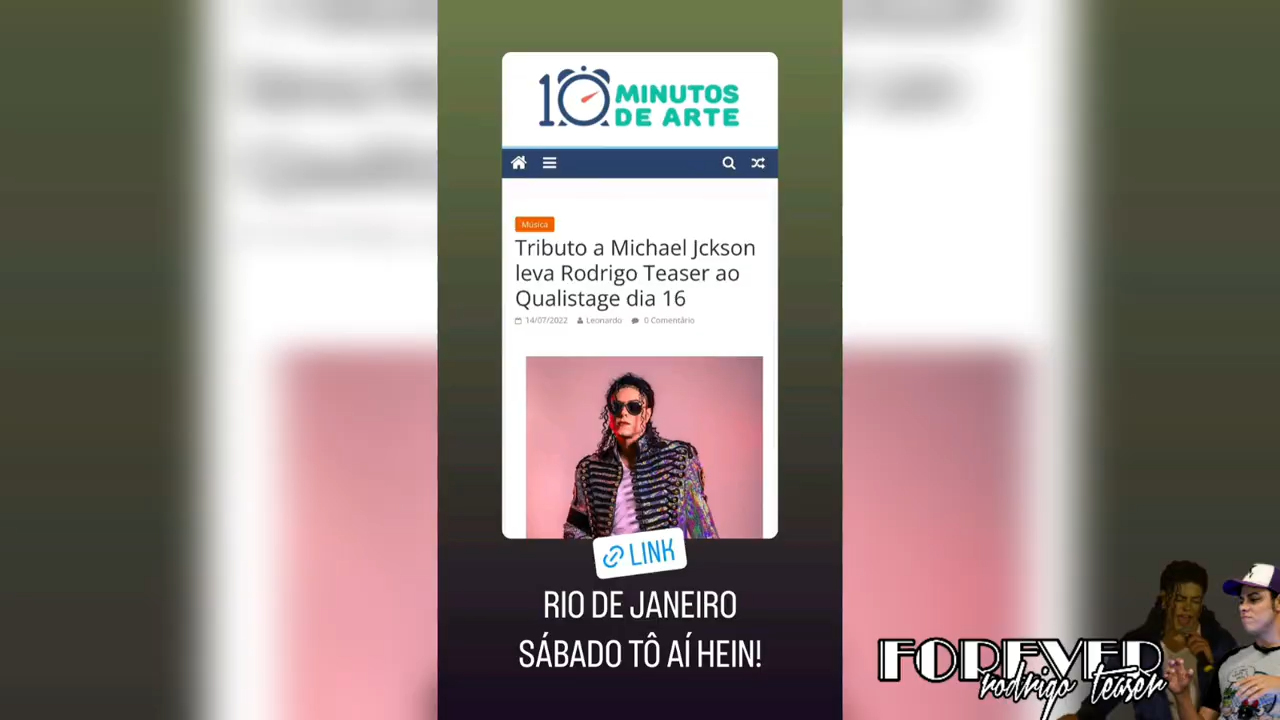 10 MINUTOS
DE ARTE
Música
Tributo a Michael Jckson
leva Rodrigo Teaser ao
Qualistage dia 16
14/07/2022 Leonardo 0 Comentário
LINK
RIO DE JANEIRO
SÁBADO TÔ AÍ HEIN!
FOREVER
rodrigo teaser